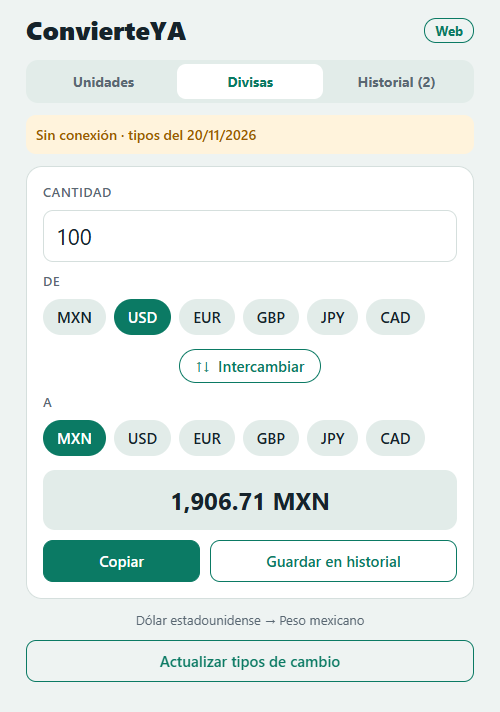 ConvierteYA
Web
Unidades Divisas Historial (2)
Sin conexión · tipos del 20/11/2026
CANTIDAD
100
DE
MXN USD EUR GBP JPY CAD
↑↓ Intercambiar
A
MXN USD EUR GBP JPY CAD
1,906.71 MXN
Copiar Guardar en historial
Dólar estadounidense → Peso mexicano
Actualizar tipos de cambio